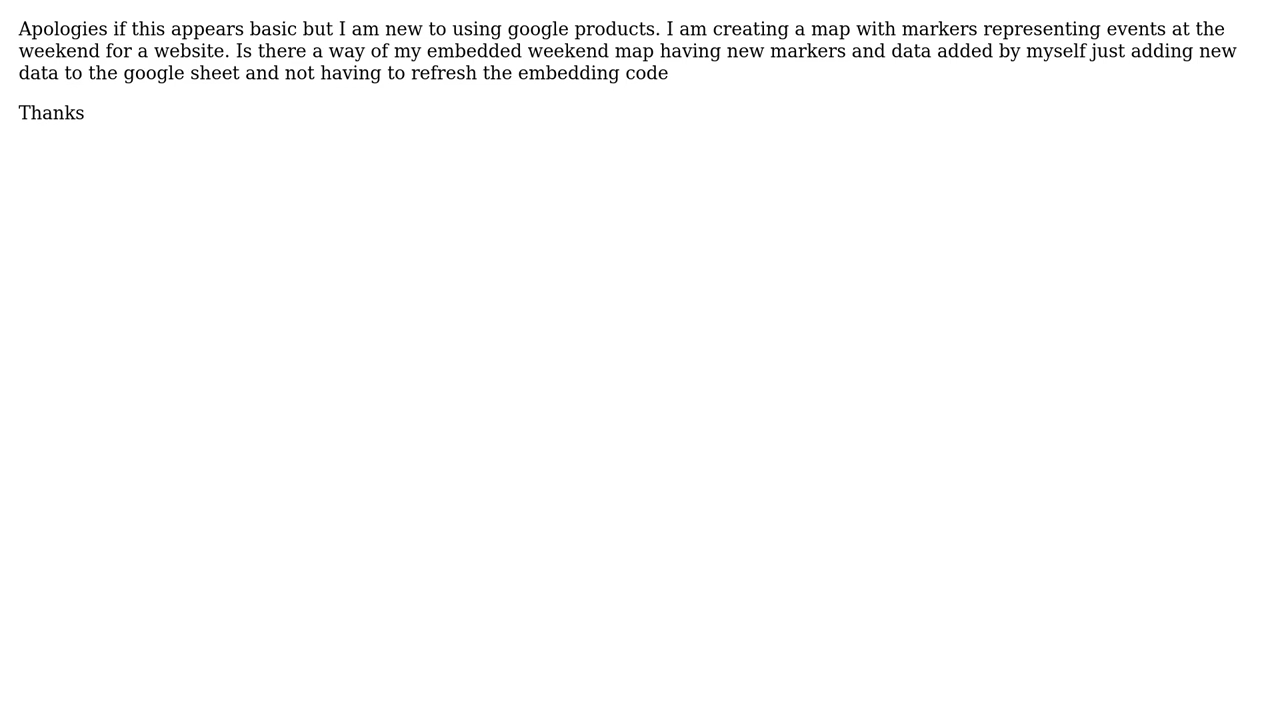 Apologies if this appears basic but I am new to using google products. I am creating a map with markers representing events at the
weekend for a website. Is there a way of my embedded weekend map having new markers and data added by myself just adding new
data to the google sheet and not having to refresh the embedding code
Thanks